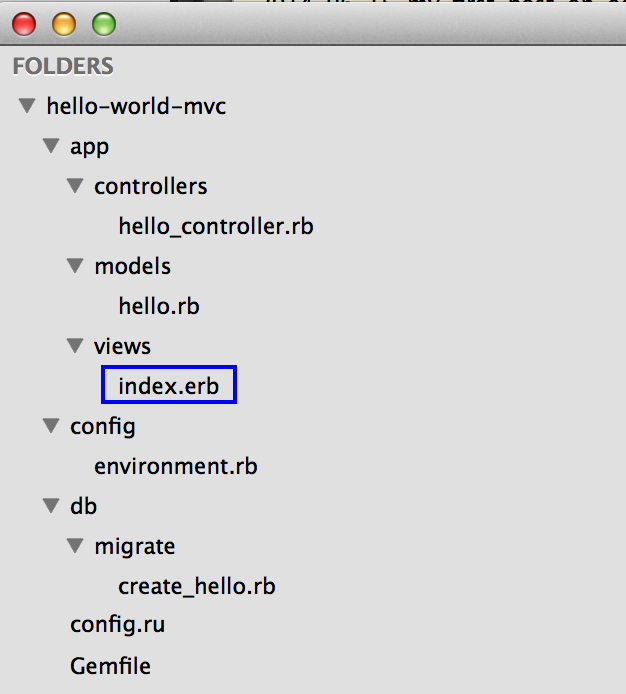 FOLDERS
hello-world-mvc
app
controllers
hello_controller.rb
models
hello.rb
views
index.erb
config
environment.rb
db
migrate
create_hello.rb
config.ru
Gemfile